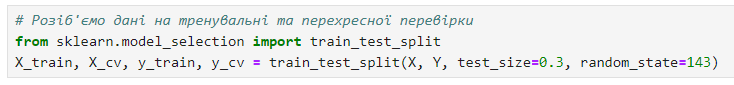 # Розіб'ємо дані на тренувальні та перехресної перевірки
from sklearn.model_selection import train_test_split
X_train, X_cv, y_train, y_cv = train_test_split(X, Y, test_size=0.3, random_state=143)